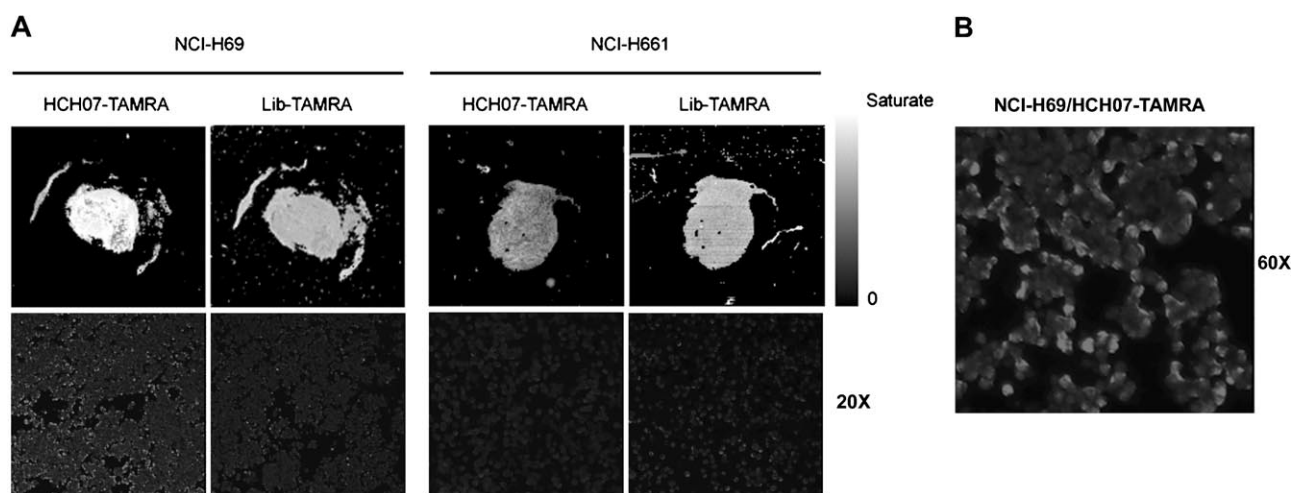 A
NCI-H69
NCI-H661
HCH07-TAMRA
Lib-TAMRA
HCH07-TAMRA
Lib-TAMRA
Saturate
0
20X
B
NCI-H69/HCH07-TAMRA
60X